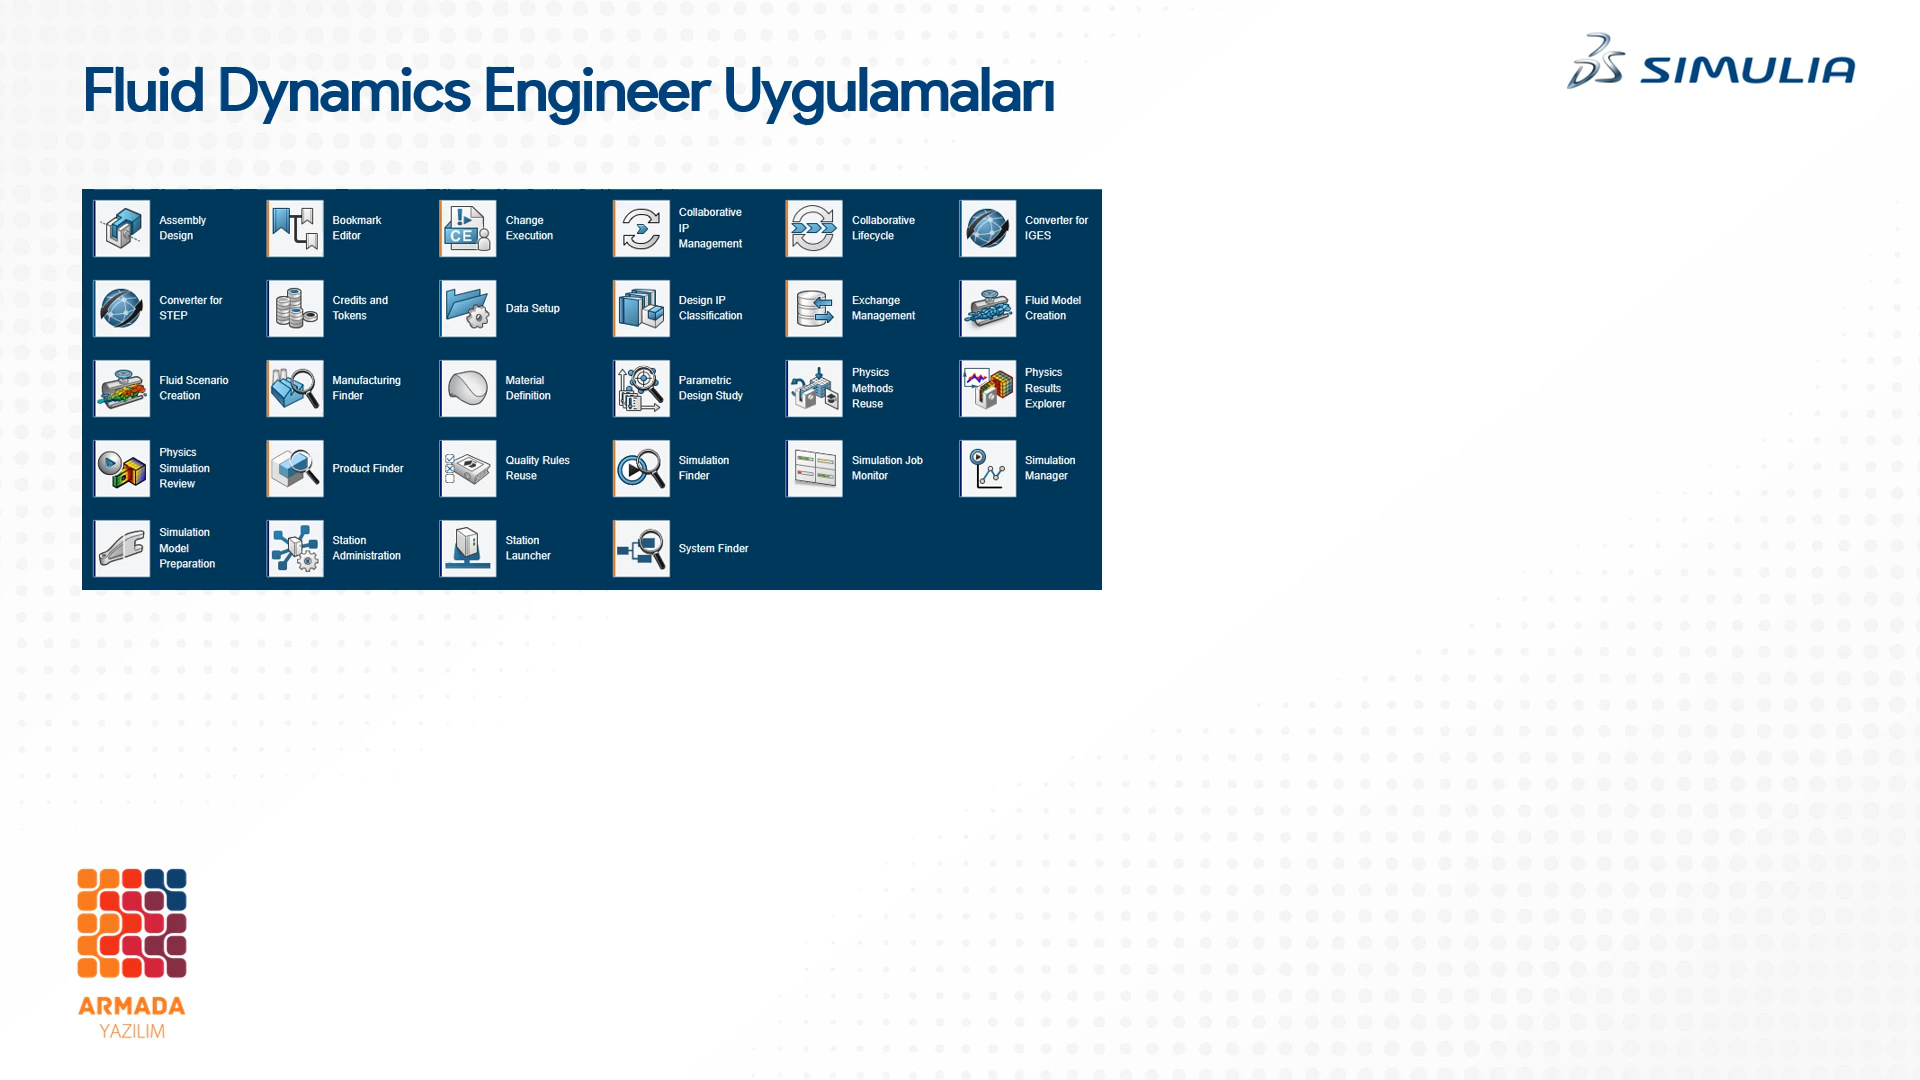 Fluid Dynamics Engineer Uygulamaları
3DS SIMULIA
Assembly
Design
Bookmark
Editor
CE
Change
Execution
Collaborative
IP
Management
Collaborative
Lifecycle
Converter for
IGES
Converter for
STEP
Credits and
Tokens
Data Setup
Design IP
Classification
Exchange
Management
Fluid Model
Creation
Fluid Scenario
Creation
Manufacturing
Finder
Material
Definition
Parametric
Design Study
Physics
Methods
Reuse
Physics
Results
Explorer
Physics
Simulation
Review
Product Finder
Quality Rules
Reuse
Simulation
Finder
Simulation Job
Monitor
Simulation
Manager
Simulation
Model
Preparation
Station
Administration
Station
Launcher
System Finder
ARMADA
YAZILIM